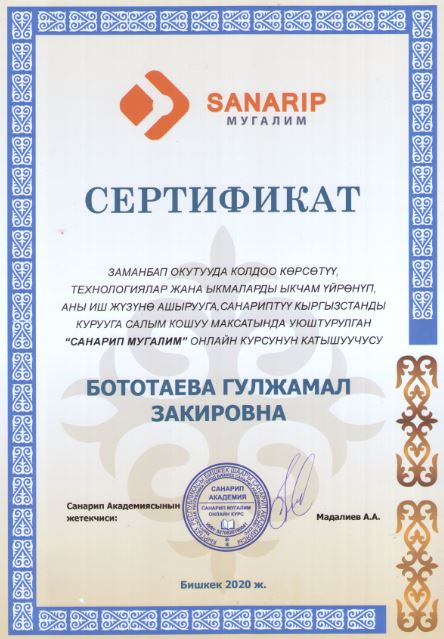 SANARIP
МУГАЛИМ
СЕРТИФИКАТ
ЗАМАНБАП ОКУТУУДА КОЛДОО КӨРСӨТҮҮ,
ТЕХНОЛОГИЯЛАР ЖАНА ЫКМАЛАРДЫ ЫКЧАМ ҮЙРӨНҮП,
АНЫ ИШ ЖҮЗҮНӨ АШЫРУУГА,САНАРИПТҮҮ КЫРГЫЗСТАНДЫ
КУРУУГА САЛЫМ КОШУУ МАКСАТЫНДА УЮШТУРУЛГАН
“САНАРИП МУГАЛИМ” ОНЛАЙН КУРСУНУН КАТЫШУУЧУСУ
БОТОТАЕВА ГУЛЖАМАЛ
ЗАКИРОВНА
САНАРИП
АКАДЕМИЯ
САНАРИП МУГАЛИМ
ОНЛАЙН КУРС
Санарип Академиясынын
жетекчиси:
Мадалиев А.А.
Бишкек 2020 ж.